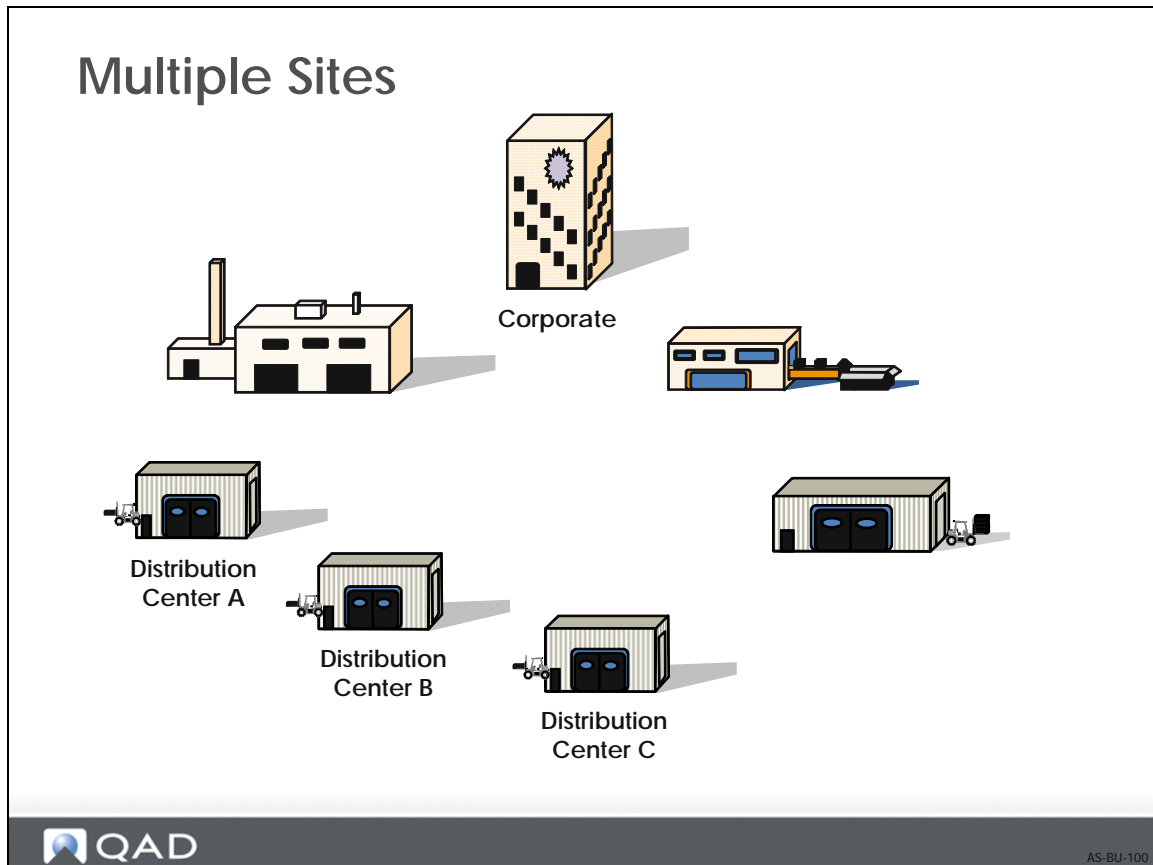 Multiple Sites
Corporate
Distribution
Center A
Distribution
Center B
Distribution
Center C
QAD
AS-BU-100